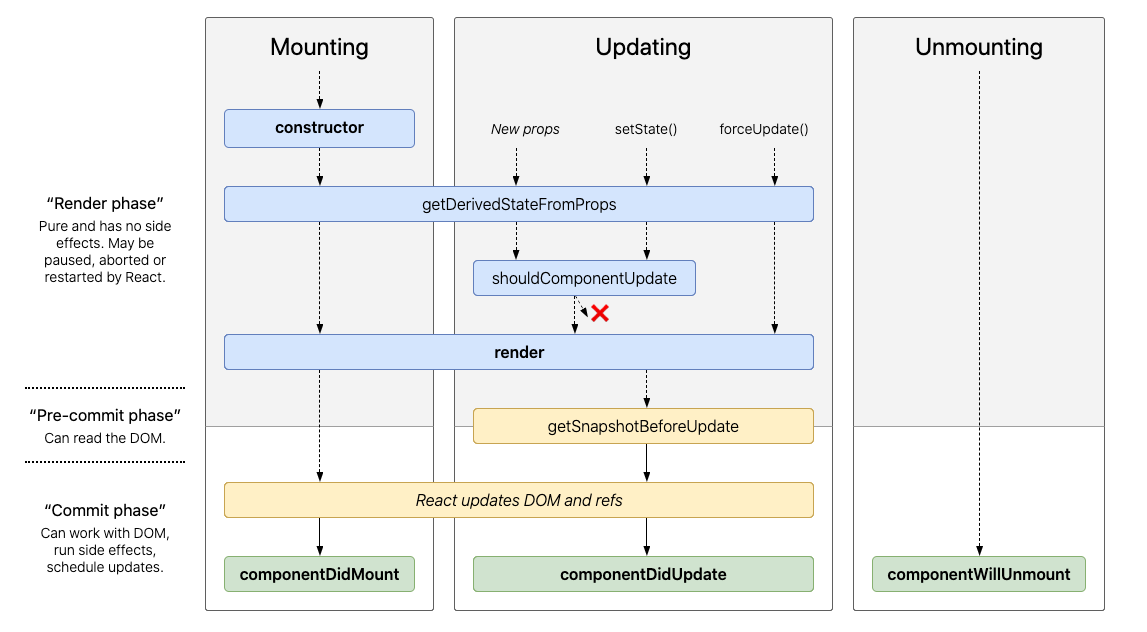 Mounting
Updating
Unmounting
constructor
New props
setState()
forceUpdate()
“Render phase”
Pure and has no side
effects. May be
paused, aborted or
restarted by React.
getDerivedStateFromProps
shouldComponentUpdate
render
“Pre-commit phase”
Can read the DOM.
getSnapshotBeforeUpdate
“Commit phase”
Can work with DOM,
run side effects,
schedule updates.
React updates DOM and refs
componentDidMount
componentDidUpdate
componentWillUnmount